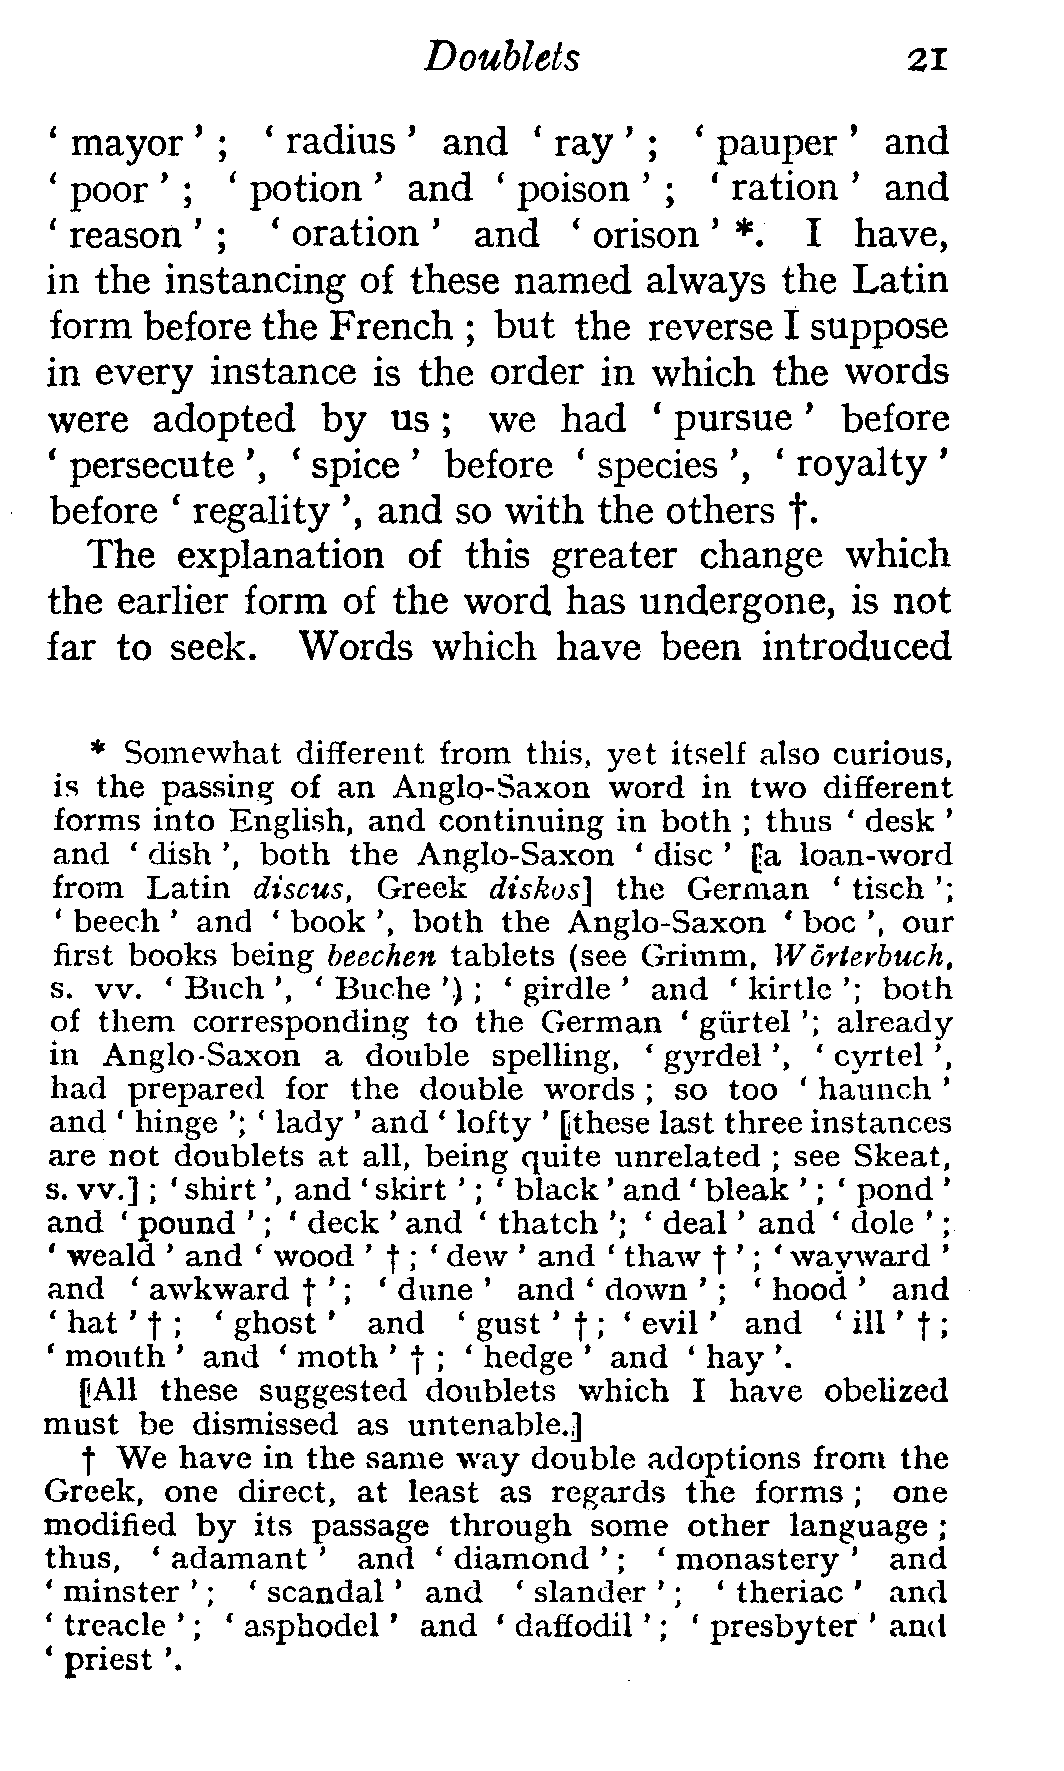 Doublets 21
‘ mayor ’ ; ‘ radius ’ and ‘ ray ’ ; ‘ pauper ’ and
‘ poor ’ ; ‘ potion ’ and ‘ poison ’ ; ‘ ration ’ and
‘ reason ’ ; ‘ oration ’ and ‘ orison ’ *. I have,
in the instancing of these named always the Latin
form before the French ; but the reverse I suppose
in every instance is the order in which the words
were adopted by us ; we had ‘ pursue ’ before
‘ persecute ’, ‘ spice ’ before ‘ species ’, ‘ royalty ’
before ‘ regality ’, and so with the others †.
The explanation of this greater change which
the earlier form of the word has undergone, is not
far to seek. Words which have been introduced
* Somewhat different from this, yet itself also curious,
is the passing of an Anglo-Saxon word in two different
forms into English, and continuing in both ; thus ‘ desk ’
and ‘ dish ’, both the Anglo-Saxon ‘ disc ’ [a loan-word
from Latin discus, Greek diskos] the German ‘ tisch ’;
‘ beech ’ and ‘ book ’, both the Anglo-Saxon ‘ boc ’, our
first books being beechen tablets (see Grimm, Wörterbuch,
s. vv. ‘ Buch ’, ‘ Buche ’) ; ‘ girdle ’ and ‘ kirtle ’; both
of them corresponding to the German ‘ gürtel ’; already
in Anglo-Saxon a double spelling, ‘ gyrdel ’, ‘ cyrtel ’,
had prepared for the double words ; so too ‘ haunch ’
and ‘ hinge ’; ‘ lady ’ and ‘ lofty ’ [these last three instances
are not doublets at all, being quite unrelated ; see Skeat,
s. vv.] ; ‘ shirt ’, and ‘ skirt ’ ; ‘ black ’ and ‘ bleak ’ ; ‘ pond ’
and ‘ pound ’ ; ‘ deck ’ and ‘ thatch ’; ‘ deal ’ and ‘ dole ’ ;
‘ weald ’ and ‘ wood ’ † ; ‘ dew ’ and ‘ thaw † ’ ; ‘ wayward ’
and ‘ awkward † ’; ‘ dune ’ and ‘ down ’ ; ‘ hood ’ and
‘ hat ’ † ; ‘ ghost ’ and ‘ gust ’ † ; ‘ evil ’ and ‘ ill ’ † ;
‘ mouth ’ and ‘ moth ’ † ; ‘ hedge ’ and ‘ hay ’.
[All these suggested doublets which I have obelized
must be dismissed as untenable.]
† We have in the same way double adoptions from the
Greek, one direct, at least as regards the forms ; one
modified by its passage through some other language ;
thus, ‘ adamant ’ and ‘ diamond ’ ; ‘ monastery ’ and
‘ minster ’ ; ‘ scandal ’ and ‘ slander ’ ; ‘ theriac ’ and
‘ treacle ’ ; ‘ asphodel ’ and ‘ daffodil ’ ; ‘ presbyter ’ and
‘ priest ’.